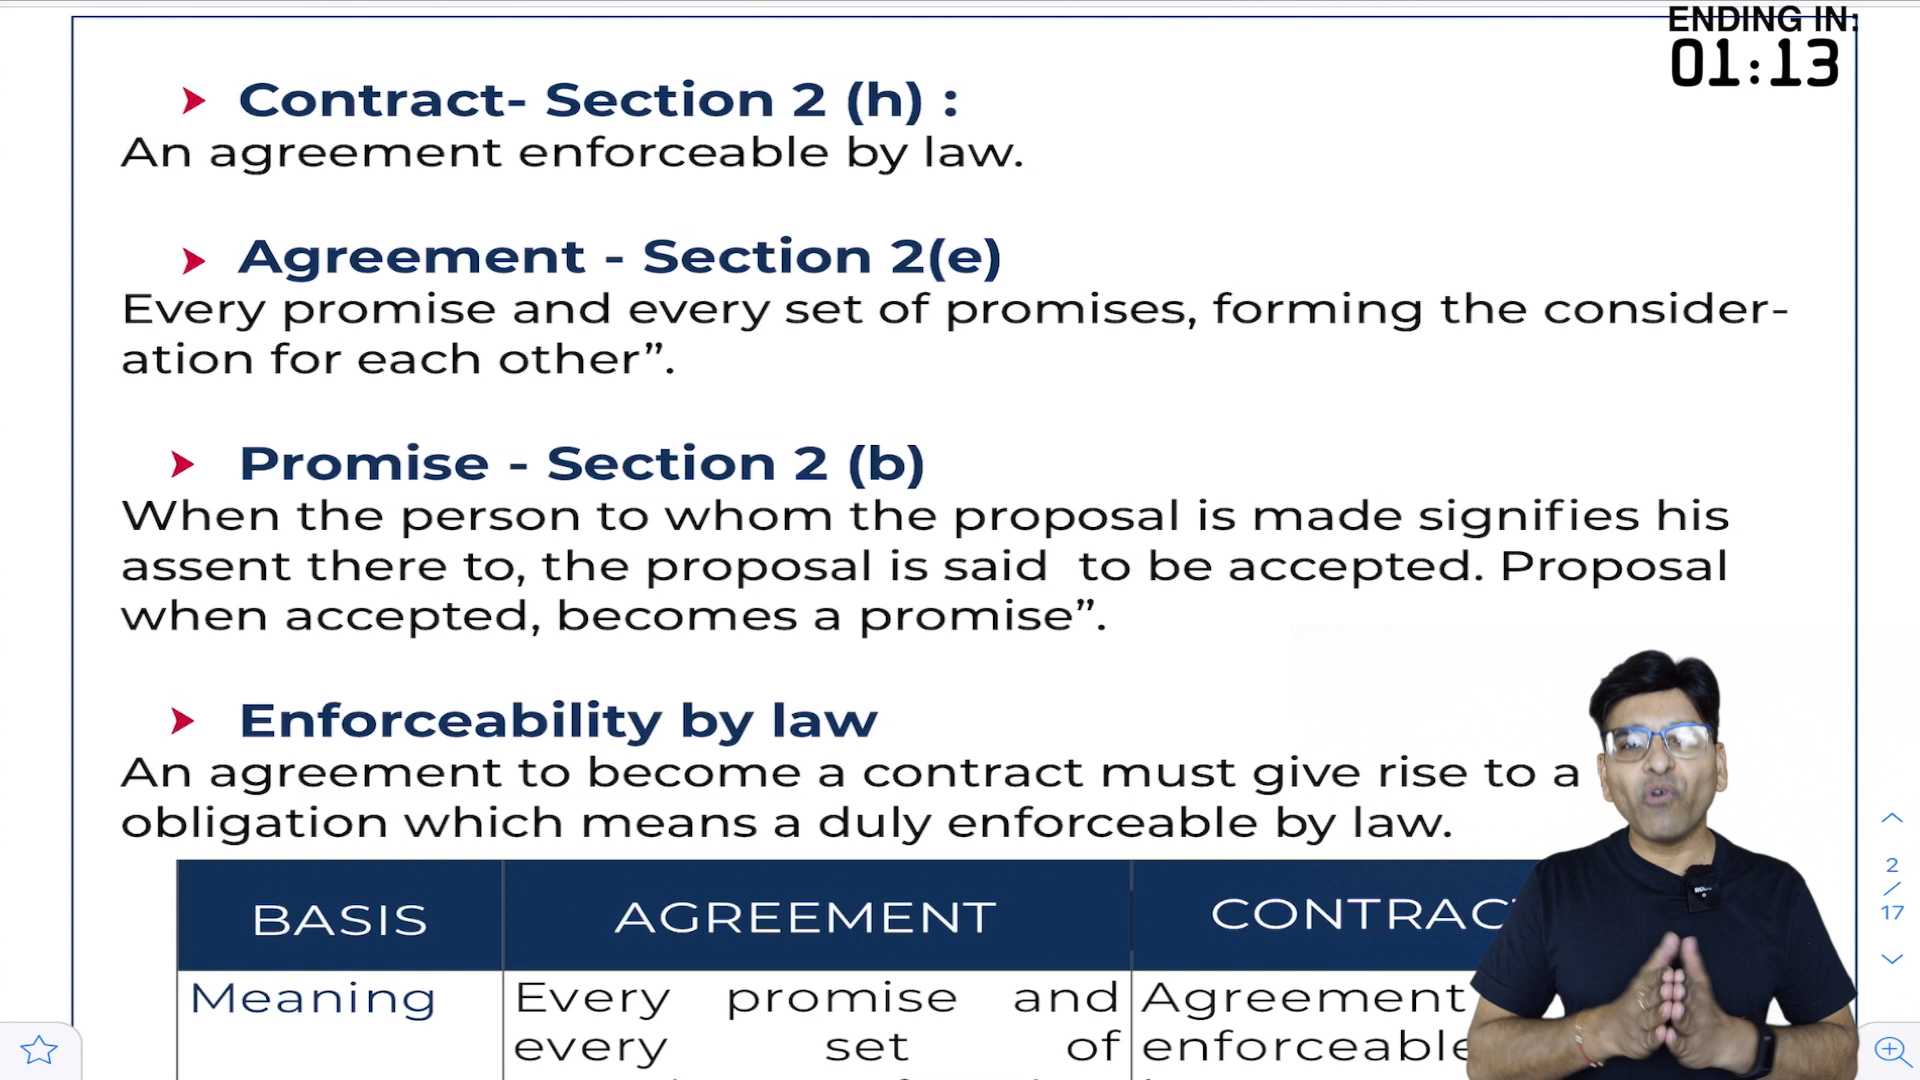 ENDING IN:
01:13
Contract- Section 2 (h) :
An agreement enforceable by law.
Agreement - Section 2(e)
Every promise and every set of promises, forming the consider-
ation for each other”.
Promise - Section 2 (b)
When the person to whom the proposal is made signifies his
assent there to, the proposal is said to be accepted. Proposal
when accepted, becomes a promise”.
Enforceability by law
An agreement to become a contract must give rise to a
obligation which means a duly enforceable by law.
BASIS AGREEMENT CONTRAC
Meaning Every promise and Agreement
every set of enforceable
2
/
17